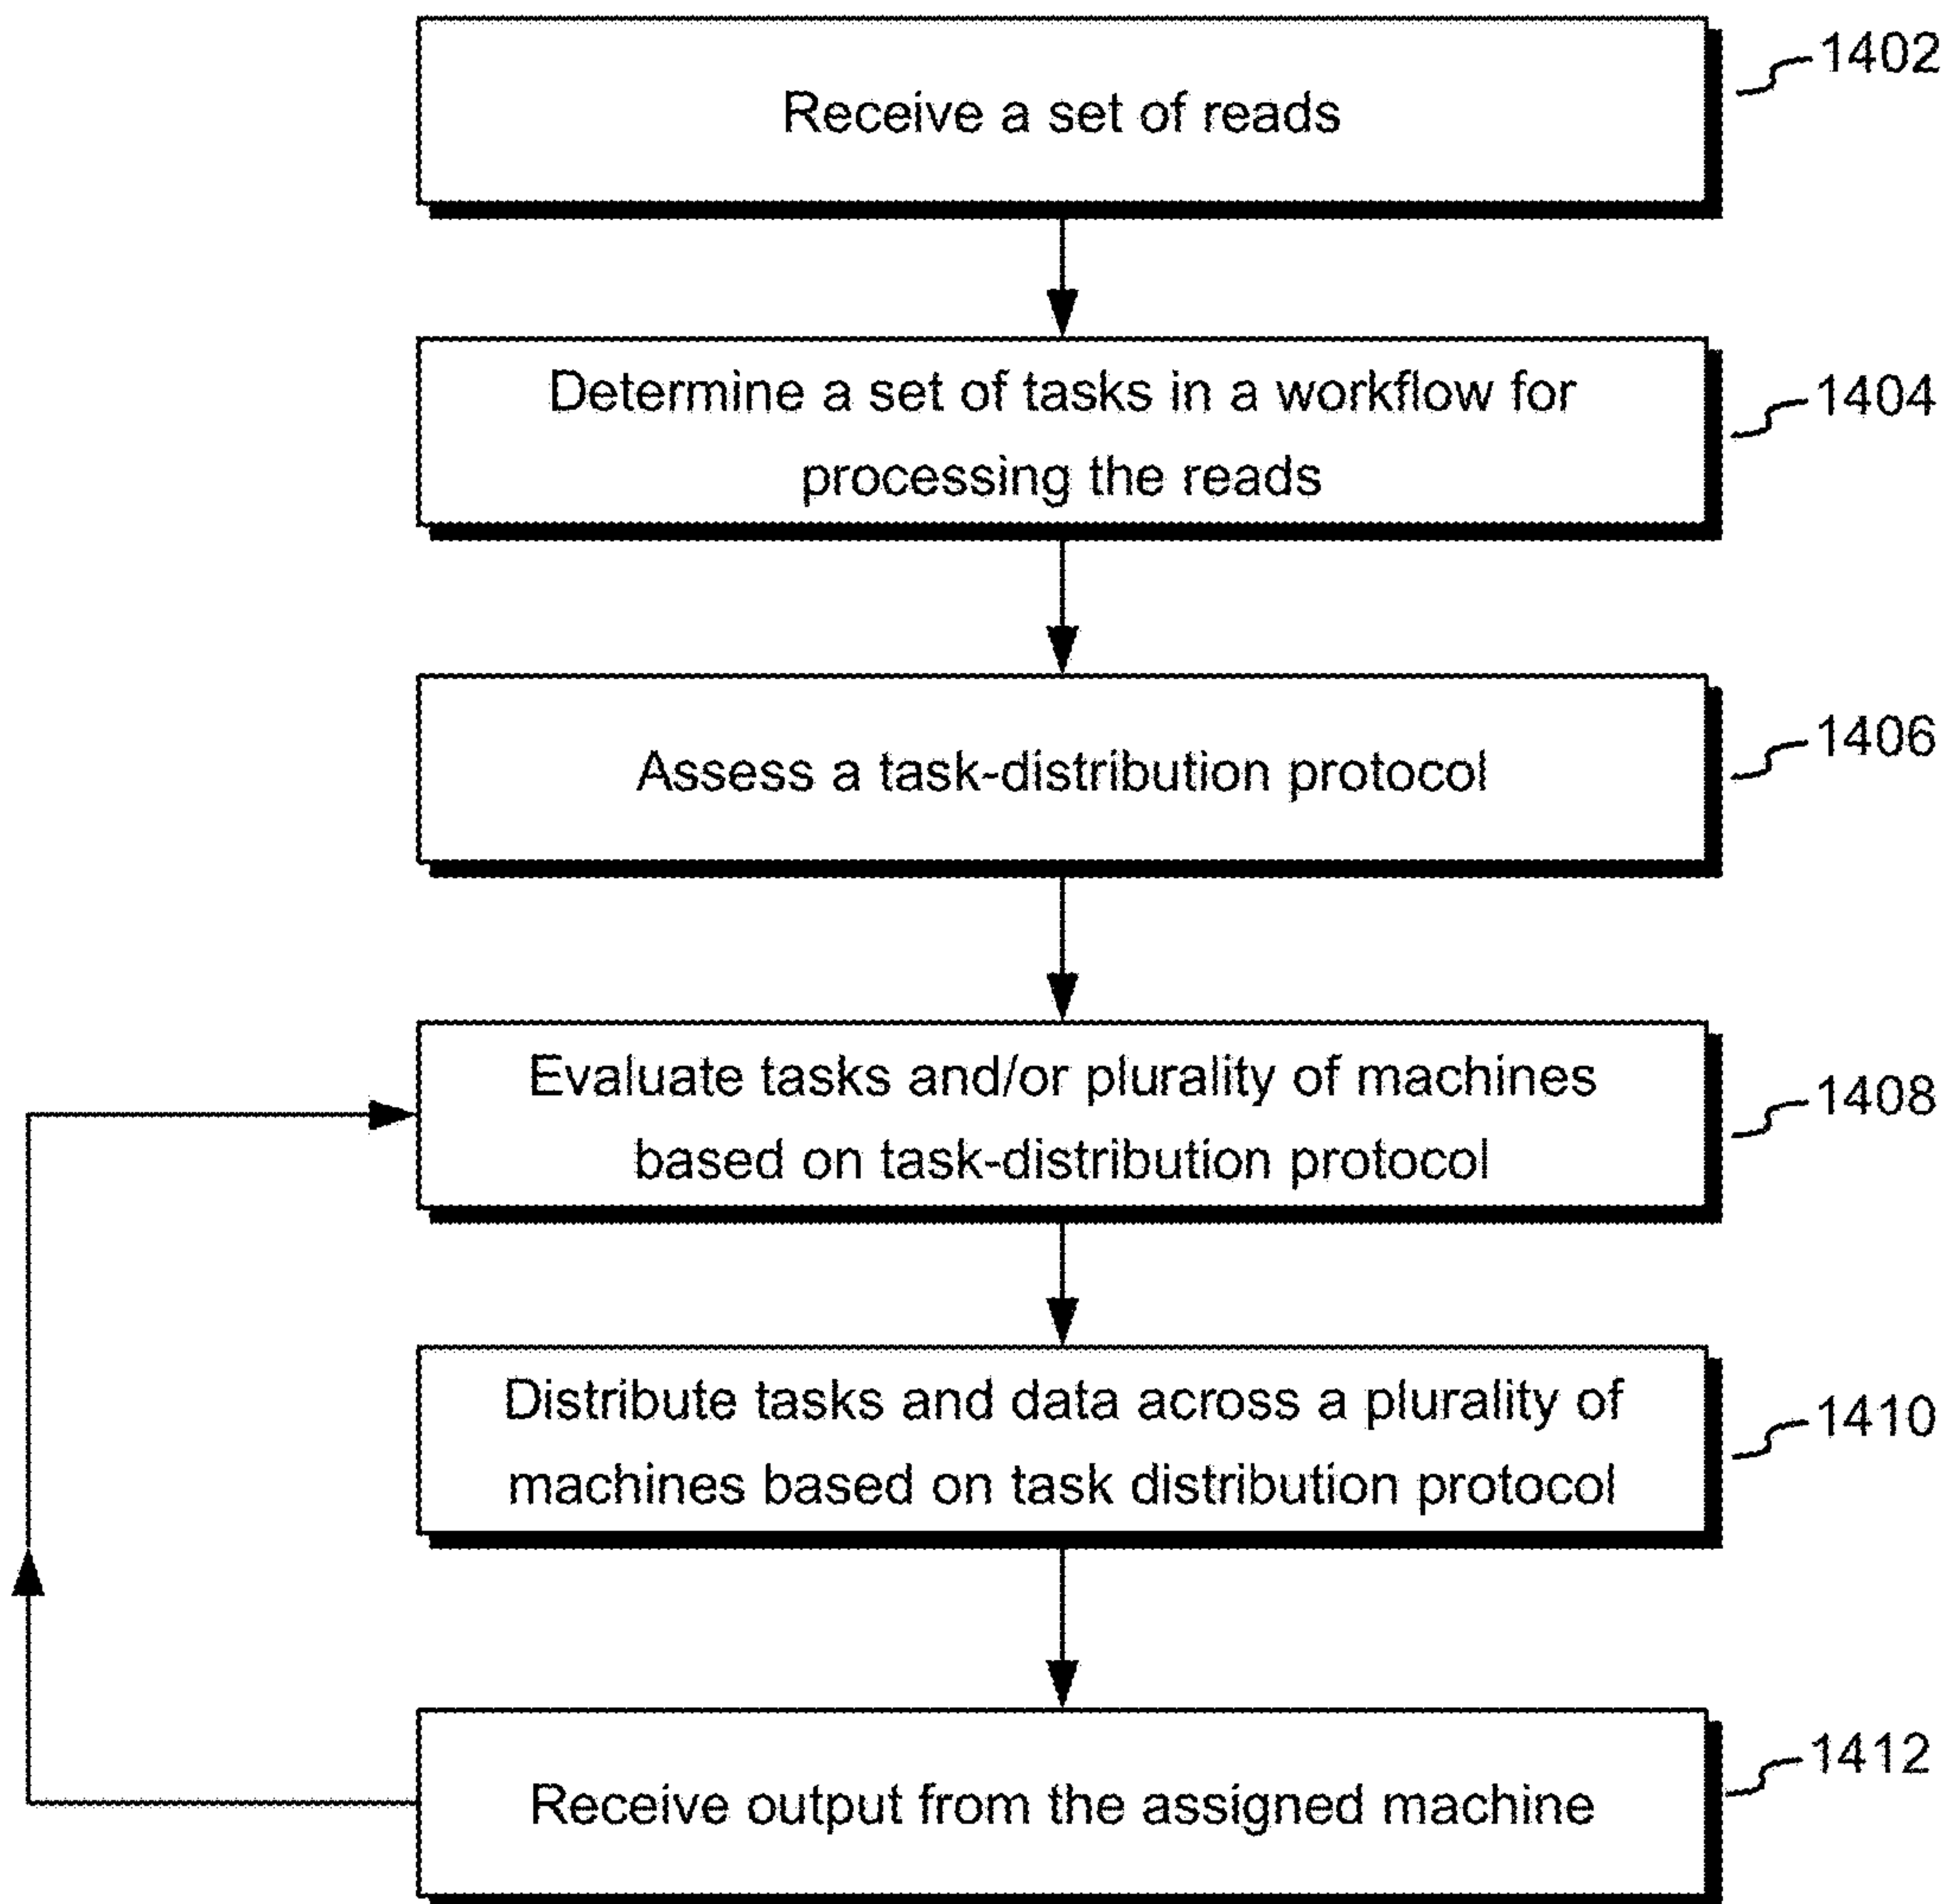 Receive a set of reads
1402
Determine a set of tasks in a workflow for
processing the reads
1404
Assess a task-distribution protocol
1406
Evaluate tasks and/or plurality of machines
based on task-distribution protocol
1408
Distribute tasks and data across a plurality of
machines based on task distribution protocol
1410
Receive output from the assigned machine
1412